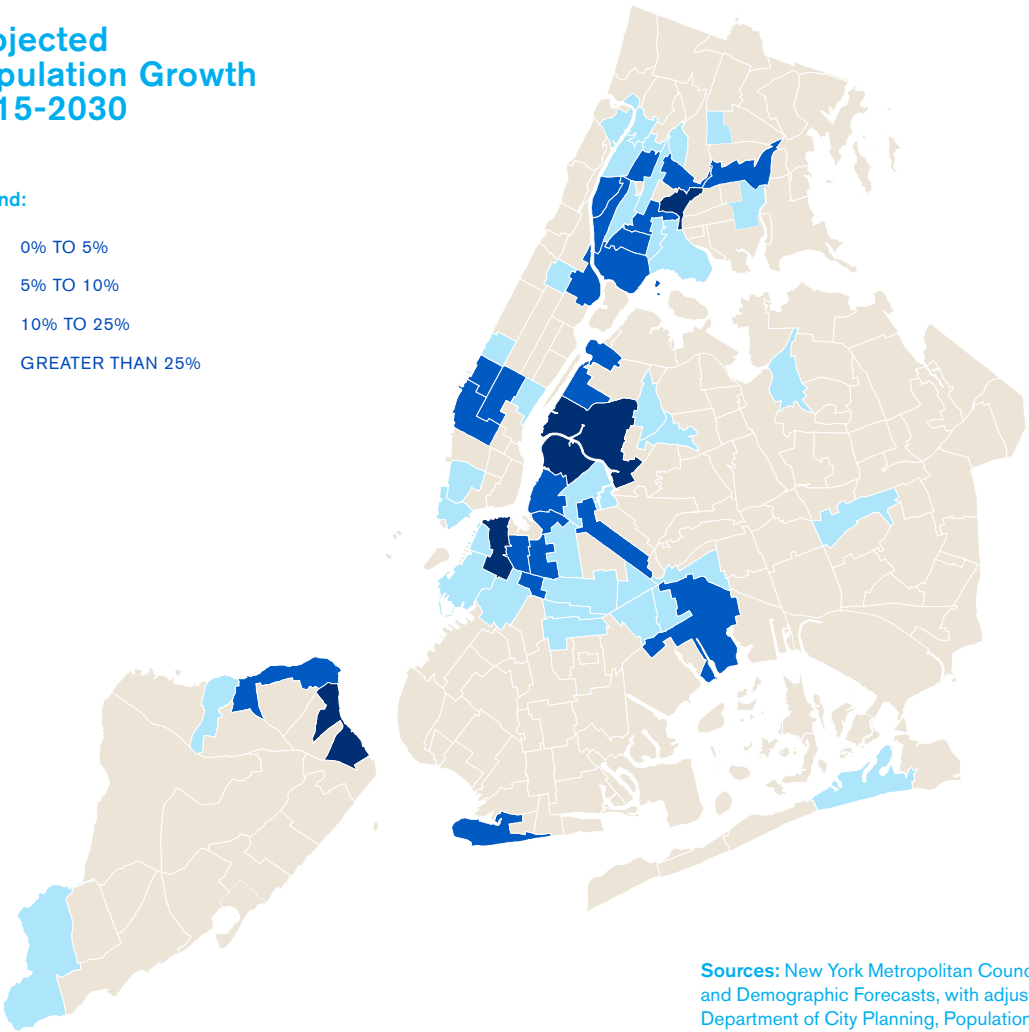 ojected
pulation Growth
15-2030
nd:
0% TO 5%
5% TO 10%
10% TO 25%
GREATER THAN 25%
Sources: New York Metropolitan Counc
and Demographic Forecasts, with adjus
Department of City Planning, Population